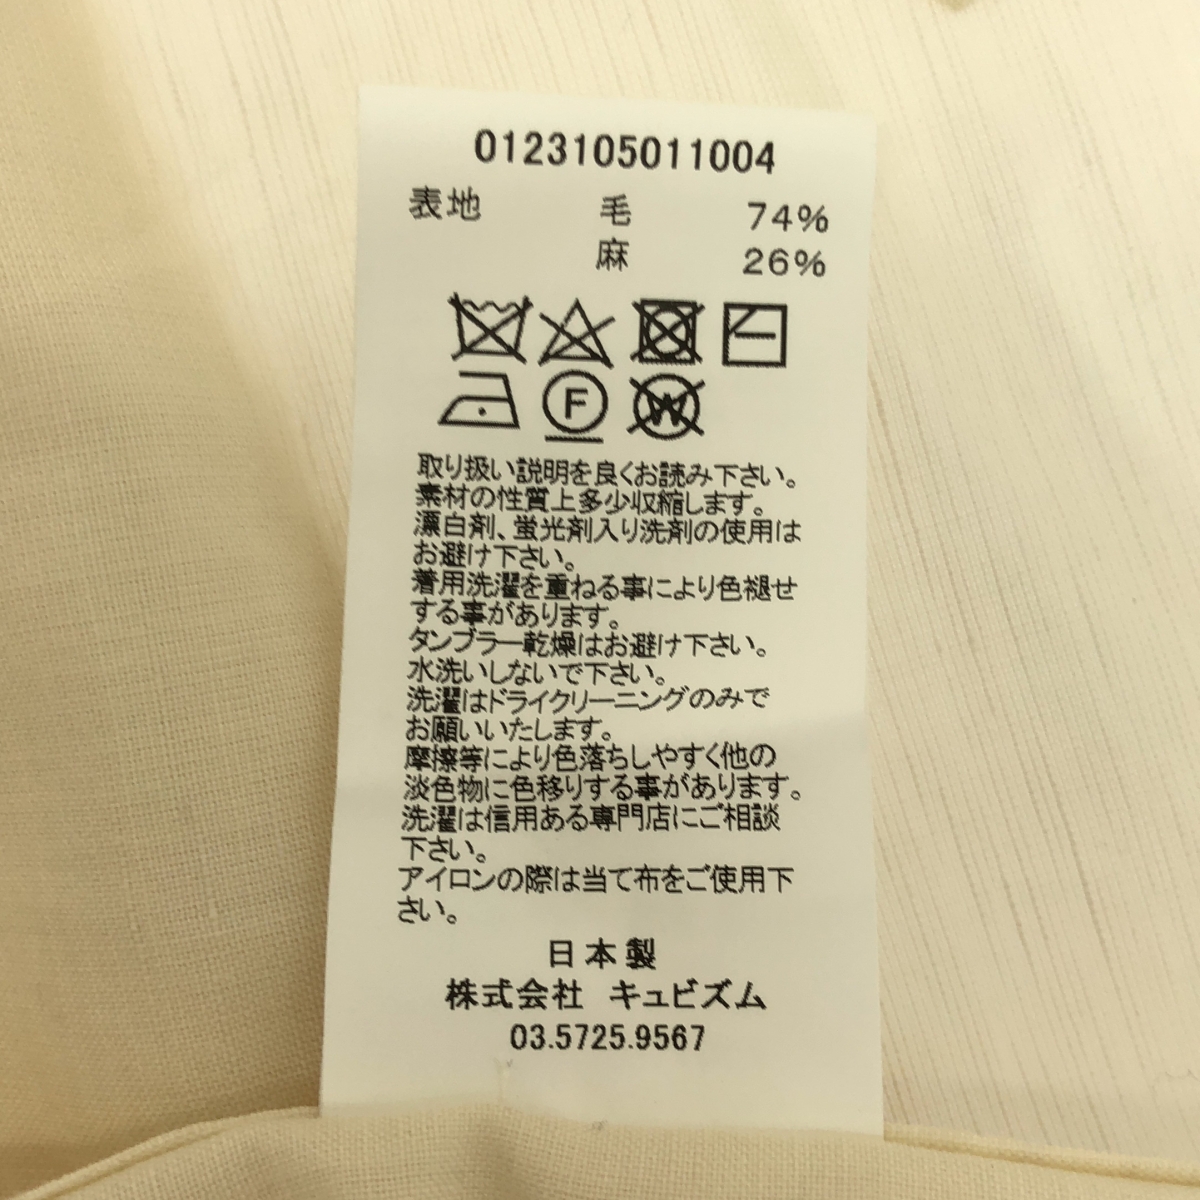 0123105011004
表地 毛 74%
麻 26%
F W
取り扱い説明を良くお読み下さい。
素材の性質上多少収縮します。
漂白剤、蛍光剤入り洗剤の使用は
お避け下さい。
着用洗濯を重ねる事により色褪せ
する事があります。
タンブラー乾燥はお避け下さい。
水洗いしないで下さい。
洗濯はドライクリーニングのみで
お願いいたします。
摩擦等により色落ちしやすく他の
淡色物に色移りする事があります。
洗濯は信用ある専門店にご相談
下さい。
アイロンの際は当て布をご使用下
さい。
日本製
株式会社 キュビズム
03.5725.9567